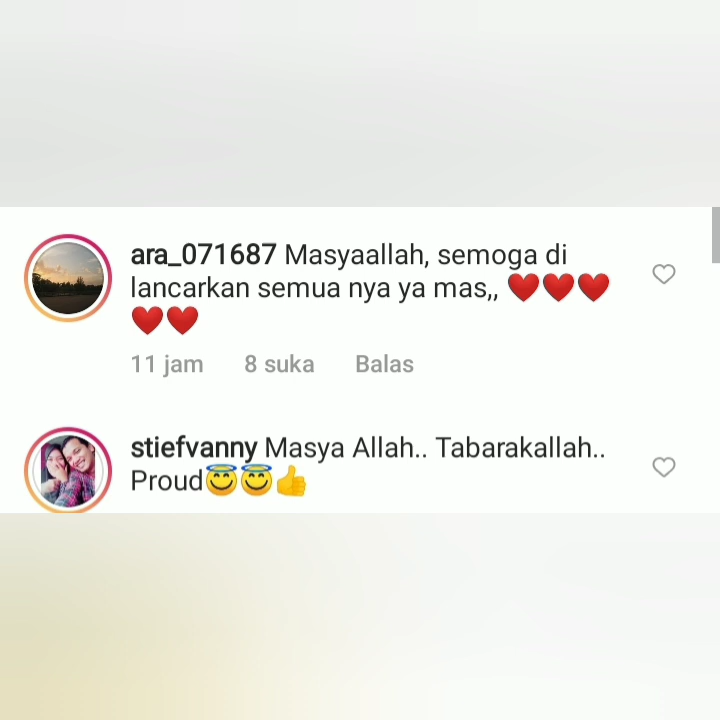 ara_071687 Masyaallah, semoga di
lancarkan semua nya ya mas,, ❤️❤️❤️
❤️❤️
11 jam 8 suka Balas
stiefvanny Masya Allah.. Tabarakallah..
Proud😇😇👍